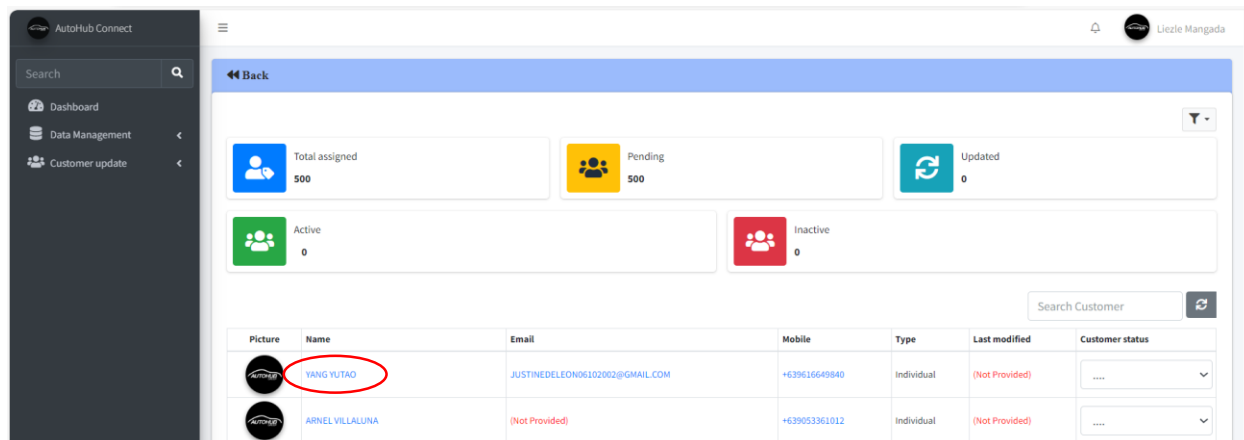 AutoHub Connect
Liezle Mangada
Search
Back
Dashboard
Data Management
Customer update
Total assigned
500
Pending
500
Updated
0
Active
0
Inactive
0
Search Customer
Picture Name Email Mobile Type Last modified Customer status
AUTOHUB YANG YUTAO JUSTINEDELEON06102002@GMAIL.COM +639616649840 Individual (Not Provided) ....
AUTOHUB ARNEL VILLALUNA (Not Provided) +639053361012 Individual (Not Provided) ....